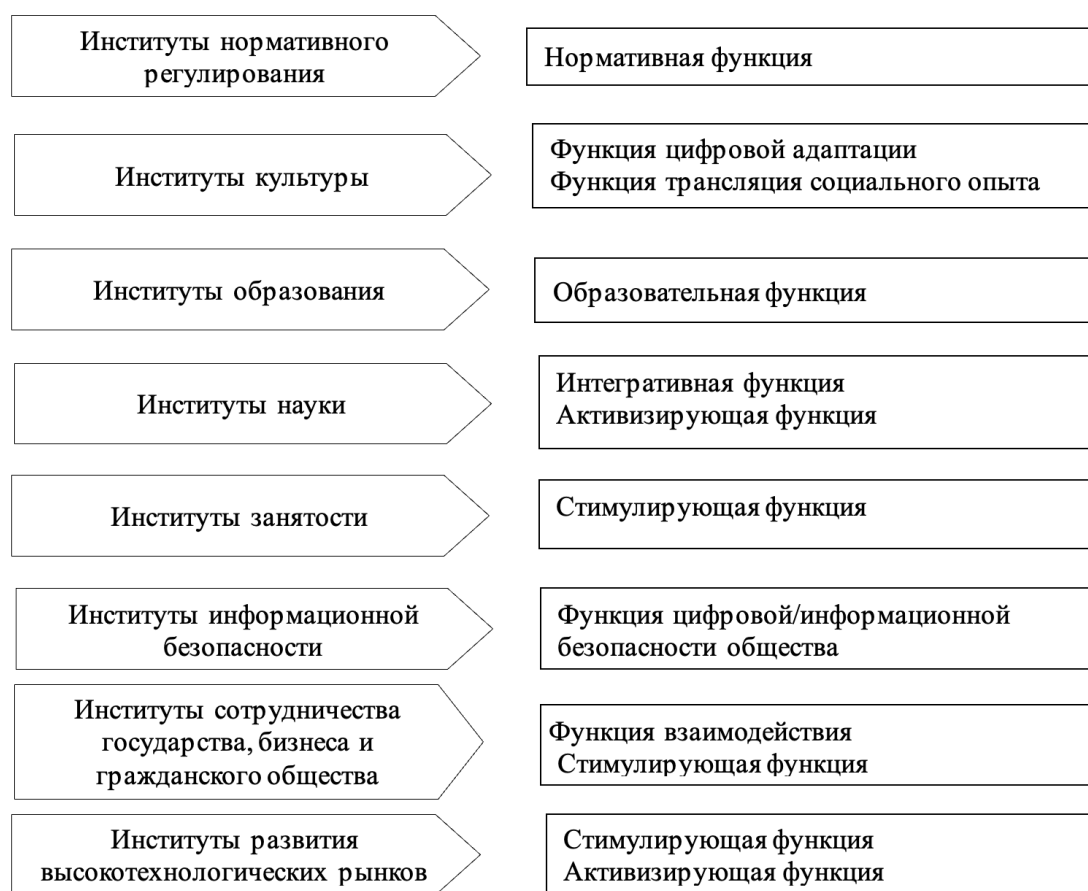 Институты нормативного
регулирования
Нормативная функция
Институты культуры
Функция цифровой адаптации
Функция трансляция социального опыта
Институты образования
Образовательная функция
Институты науки
Интегративная функция
Активизирующая функция
Институты занятости
Стимулирующая функция
Институты информационной
безопасности
Функция цифровой/информационной
безопасности общества
Институты сотрудничества
государства, бизнеса и
гражданского общества
Функция взаимодействия
Стимулирующая функция
Институты развития
высокотехнологических рынков
Стимулирующая функция
Активизирующая функция